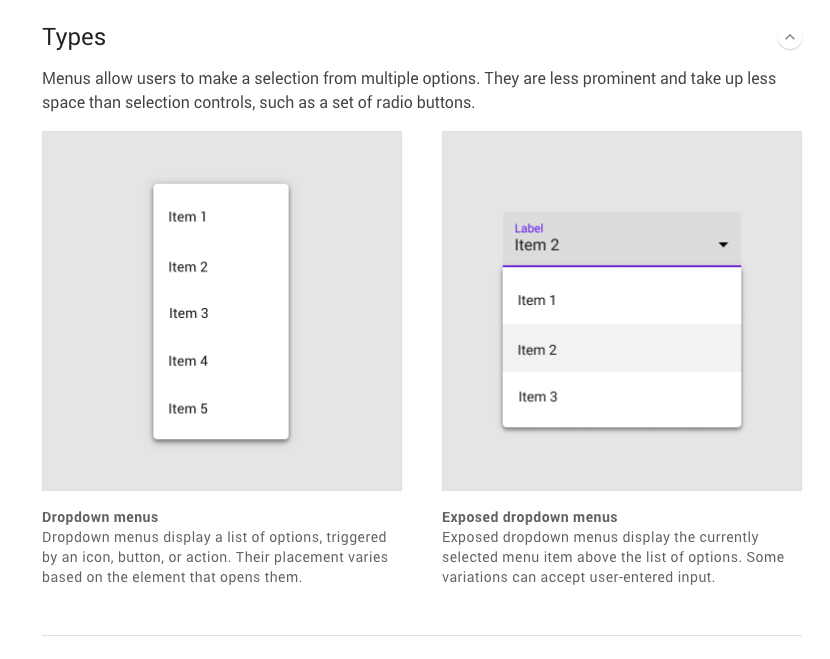 Types
Menus allow users to make a selection from multiple options. They are less prominent and take up less
space than selection controls, such as a set of radio buttons.
Item 1
Item 2
Item 3
Item 4
Item 5
Label
Item 2
Item 1
Item 2
Item 3
Dropdown menus
Dropdown menus display a list of options, triggered
by an icon, button, or action. Their placement varies
based on the element that opens them.
Exposed dropdown menus
Exposed dropdown menus display the currently
selected menu item above the list of options. Some
variations can accept user-entered input.